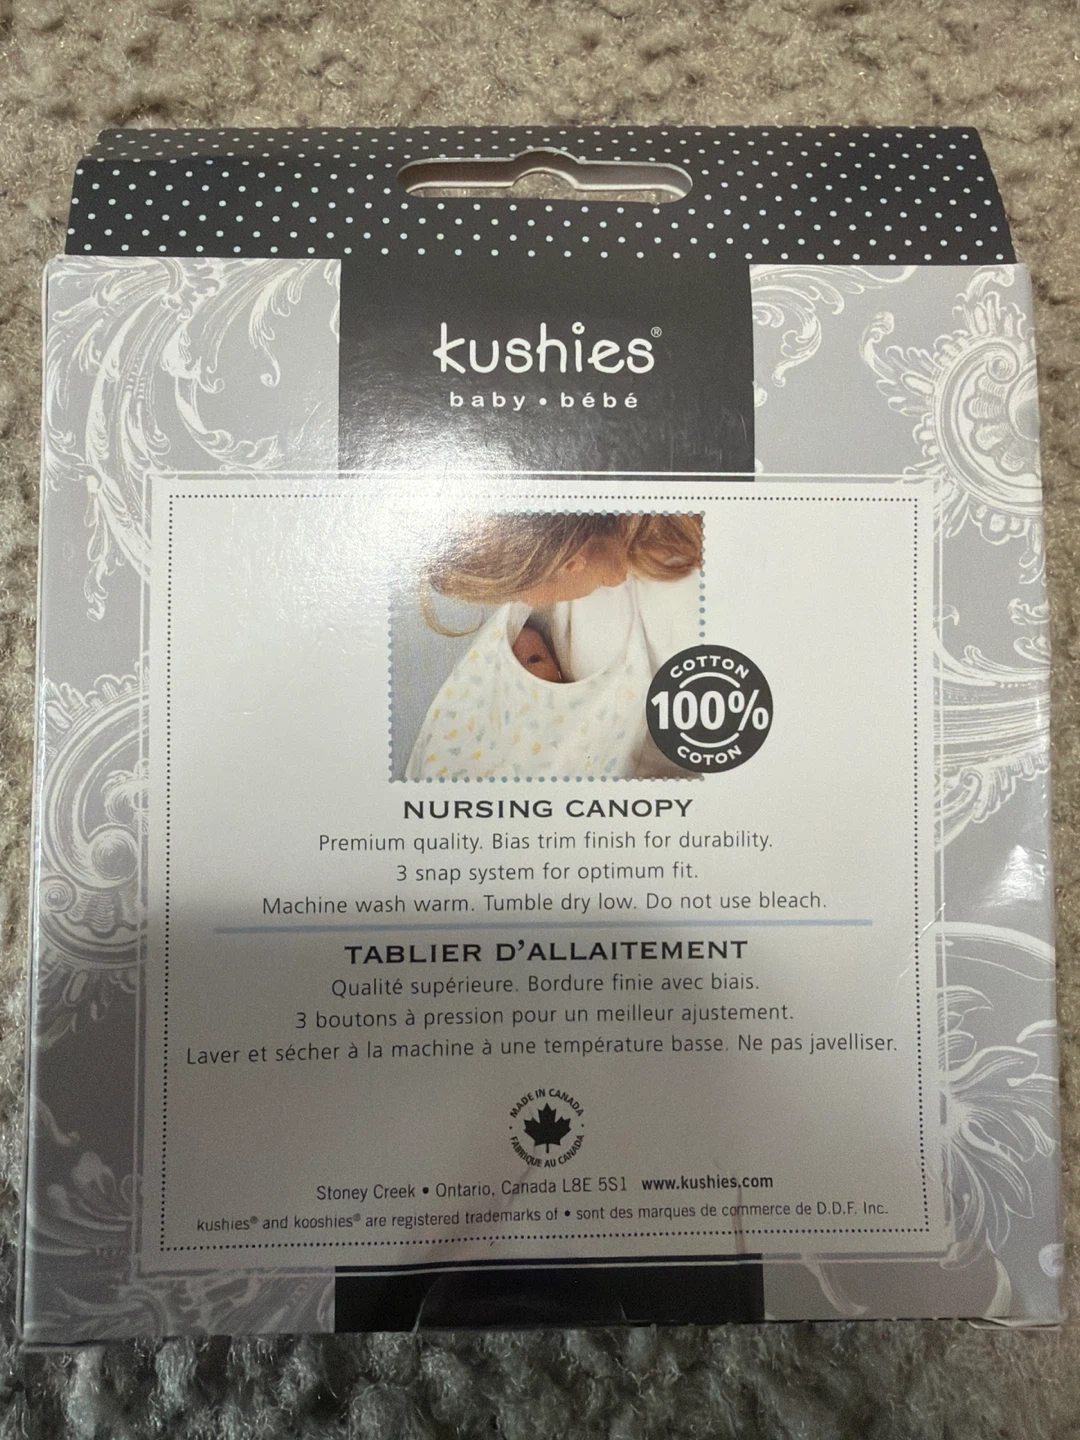 kushies®
baby • bébé
COTTON
100%
COTON
NURSING CANOPY
Premium quality. Bias trim finish for durability.
3 snap system for optimum fit.
Machine wash warm. Tumble dry low. Do not use bleach.
TABLIER D'ALLAITEMENT
Qualité supérieure. Bordure finie avec biais.
3 boutons à pression pour un meilleur ajustement.
Laver et sécher à la machine à une température basse. Ne pas javelliser.
• MADE IN CANADA •
FABRIQUE AU CANADA
Stoney Creek • Ontario, Canada L8E 5S1 www.kushies.com
kushies® and kooshies® are registered trademarks of • sont des marques de commerce de D.D.F. Inc.